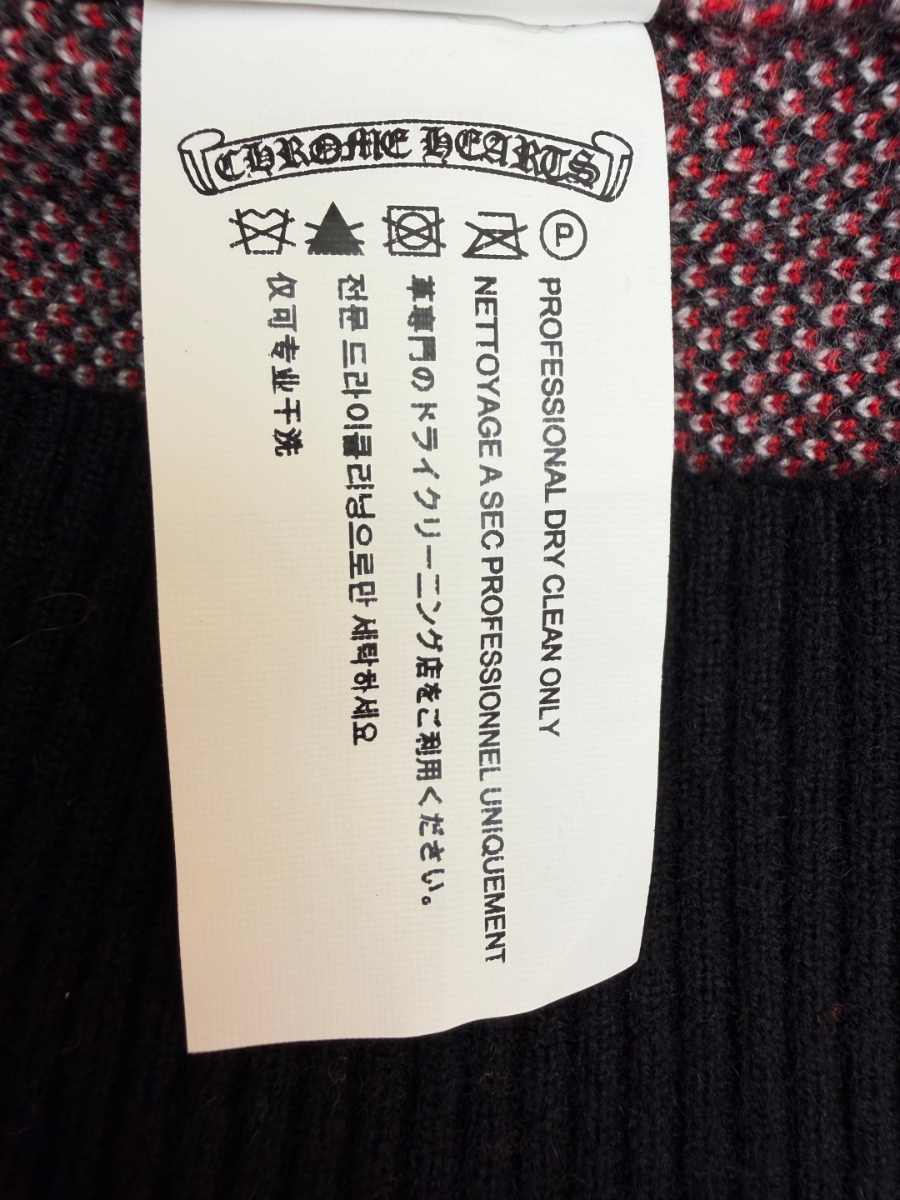 CHROME HEARTS
P
PROFESSIONAL DRY CLEAN ONLY
NETTOYAGE A SEC PROFESSIONNEL UNIQUEMENT
革専門のドライクリーニング店をご利用ください。
전문 드라이클리닝으로만 세탁하세요
仅可专业干洗